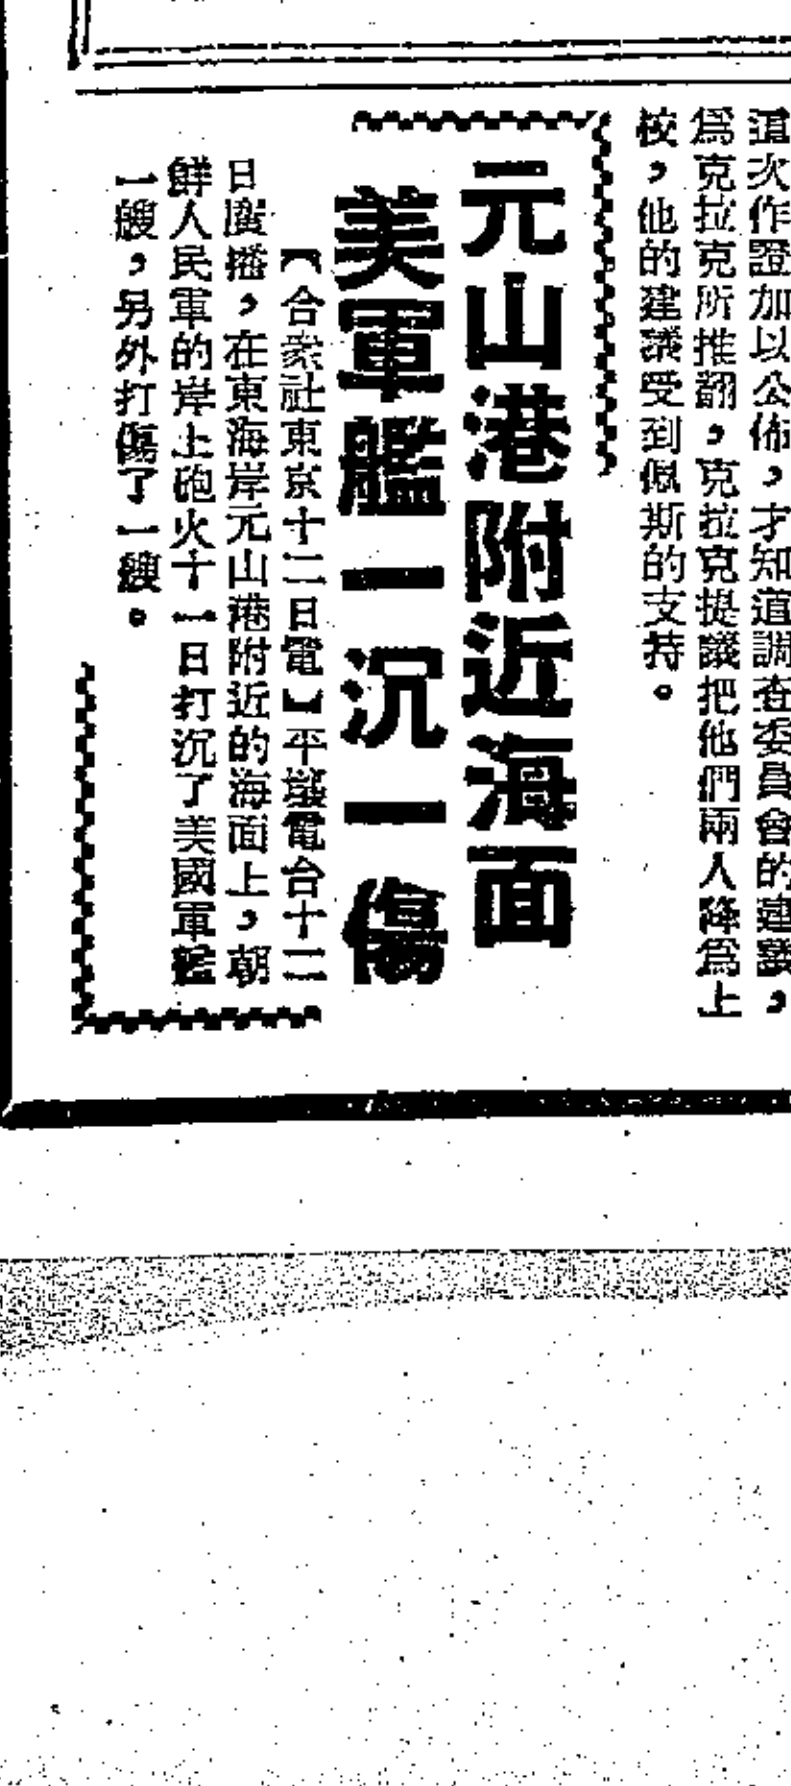 這次作證加以公佈，才知道調查委員會的建議，
為克拉克所推翻，克拉克提議把他們兩人降為上
校，他的建議受到佩斯的支持。
元山港附近海面
美軍艦一沉一傷
【合眾社東京十二日電】平壤電台十二
日廣播，在東海岸元山港附近的海面上，朝
鮮人民軍的岸上砲火十一日打沉了美國軍艦
一艘，另外打傷了一艘。